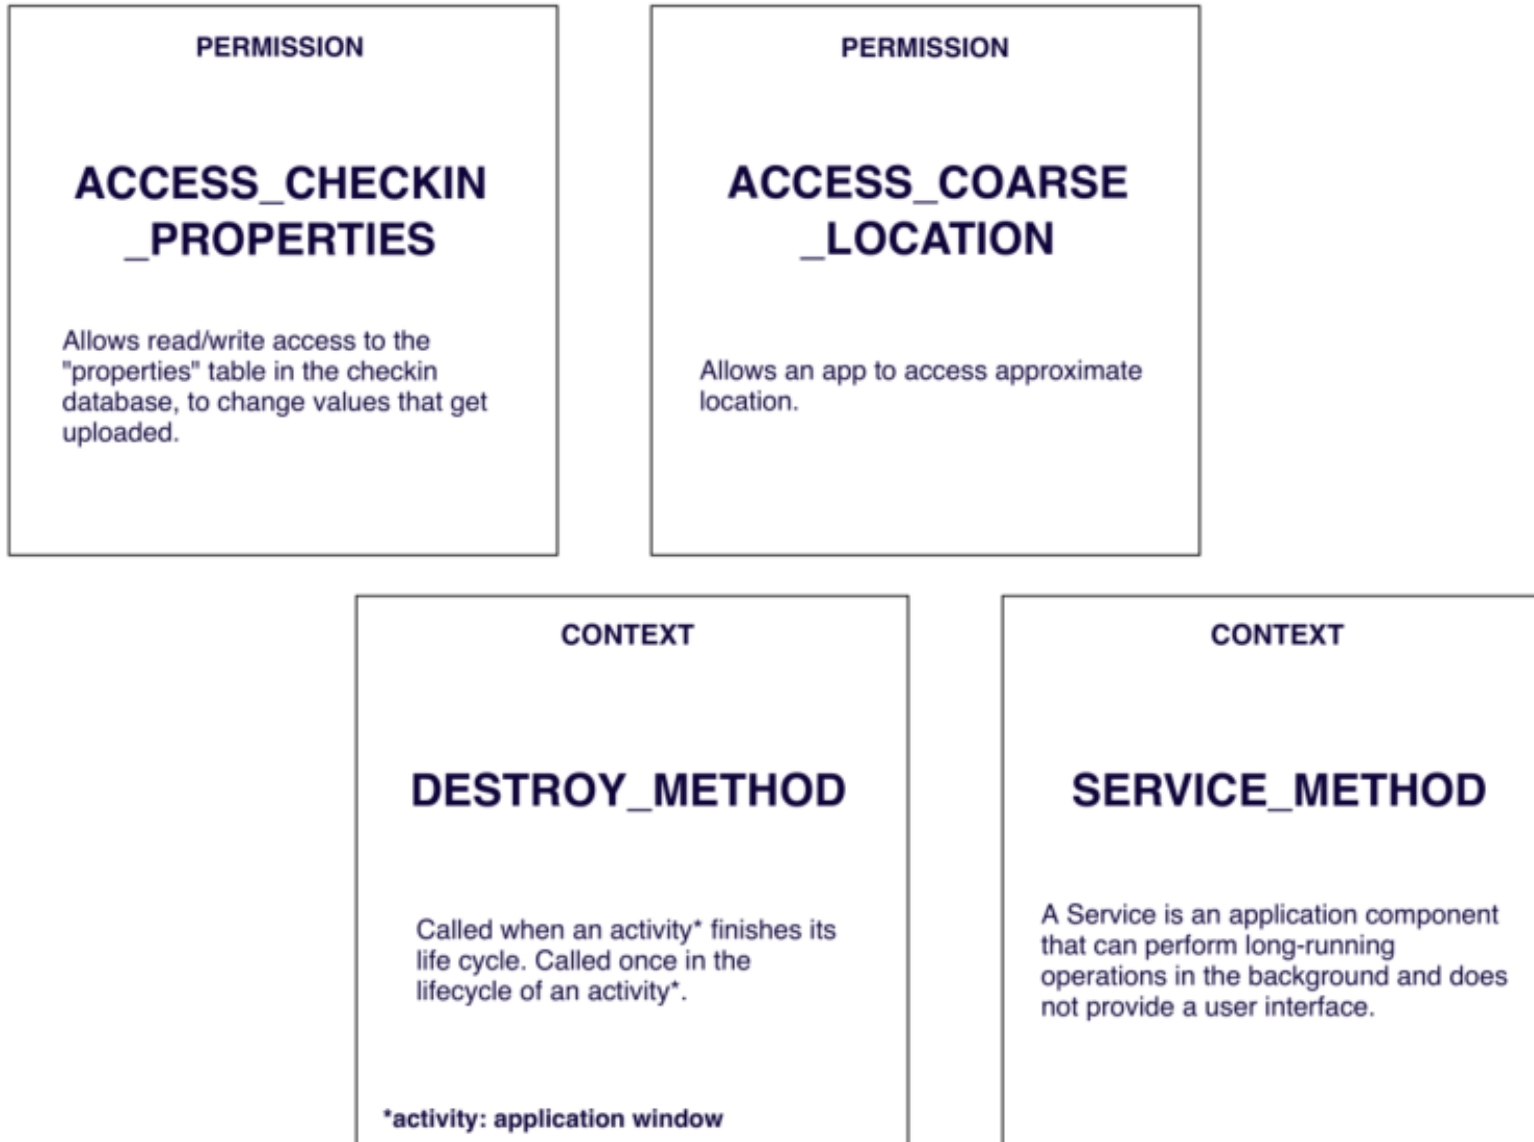 PERMISSION
ACCESS_CHECKIN
_PROPERTIES
Allows read/write access to the
"properties" table in the checkin
database, to change values that get
uploaded.
PERMISSION
ACCESS_COARSE
_LOCATION
Allows an app to access approximate
location.
CONTEXT
DESTROY_METHOD
Called when an activity* finishes its
life cycle. Called once in the
lifecycle of an activity*.
*activity: application window
CONTEXT
SERVICE_METHOD
A Service is an application component
that can perform long-running
operations in the background and does
not provide a user interface.